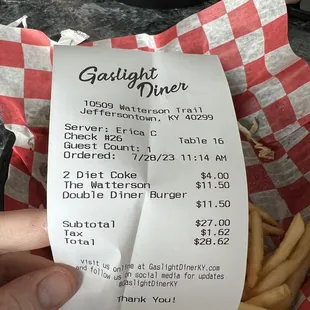 Gaslight
Diner
10509 Watterson Trail
Jeffersontown, KY 40299
Server: Erica C
Check #26 Table 16
Guest Count: 1
Ordered: 7/28/23 11:14 AM
2 Diet Coke $4.00
The Watterson $11.50
Double Diner Burger
$11.50
Subtotal $27.00
Tax $1.62
Total $28.62
Visit us online at GaslightDinerKY.com
and follow us on social media for updates
@GaslightDinerKY
Thank You!